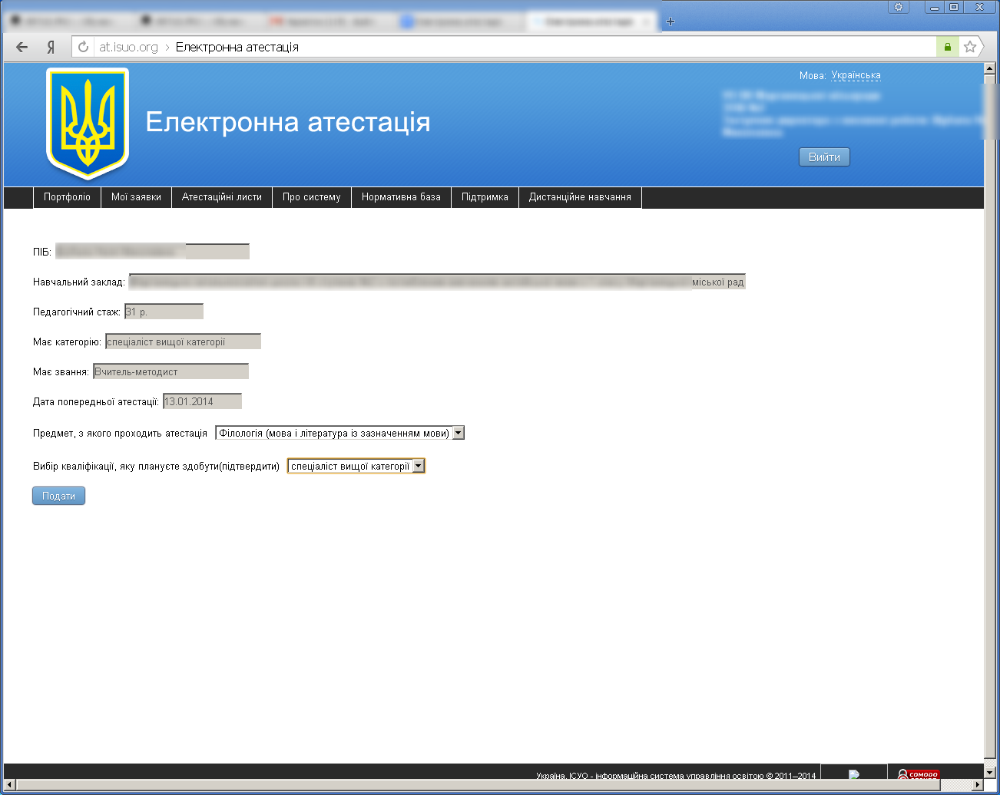 Я at.isuo.org › Електронна атестація
Мова: Українська
Електронна атестація
Вийти
Портфоліо Мої заявки Атестаційні листи Про систему Нормативна база Підтримка Дистанційне навчання
ПІБ:
Навчальний заклад: міської рад
Педагогічний стаж: 31 р.
Має категорію: спеціаліст вищої категорії
Має звання: Вчитель-методист
Дата попередньої атестації: 13.01.2014
Предмет, з якого проходить атестація Філологія (мова і література із зазначенням мови)
Вибір кваліфікації, яку плануєте здобути(підтвердити) спеціаліст вищої категорії
Подати
Україна. ІСУО - інформаційна система управління освітою © 2011–2014
COMODO